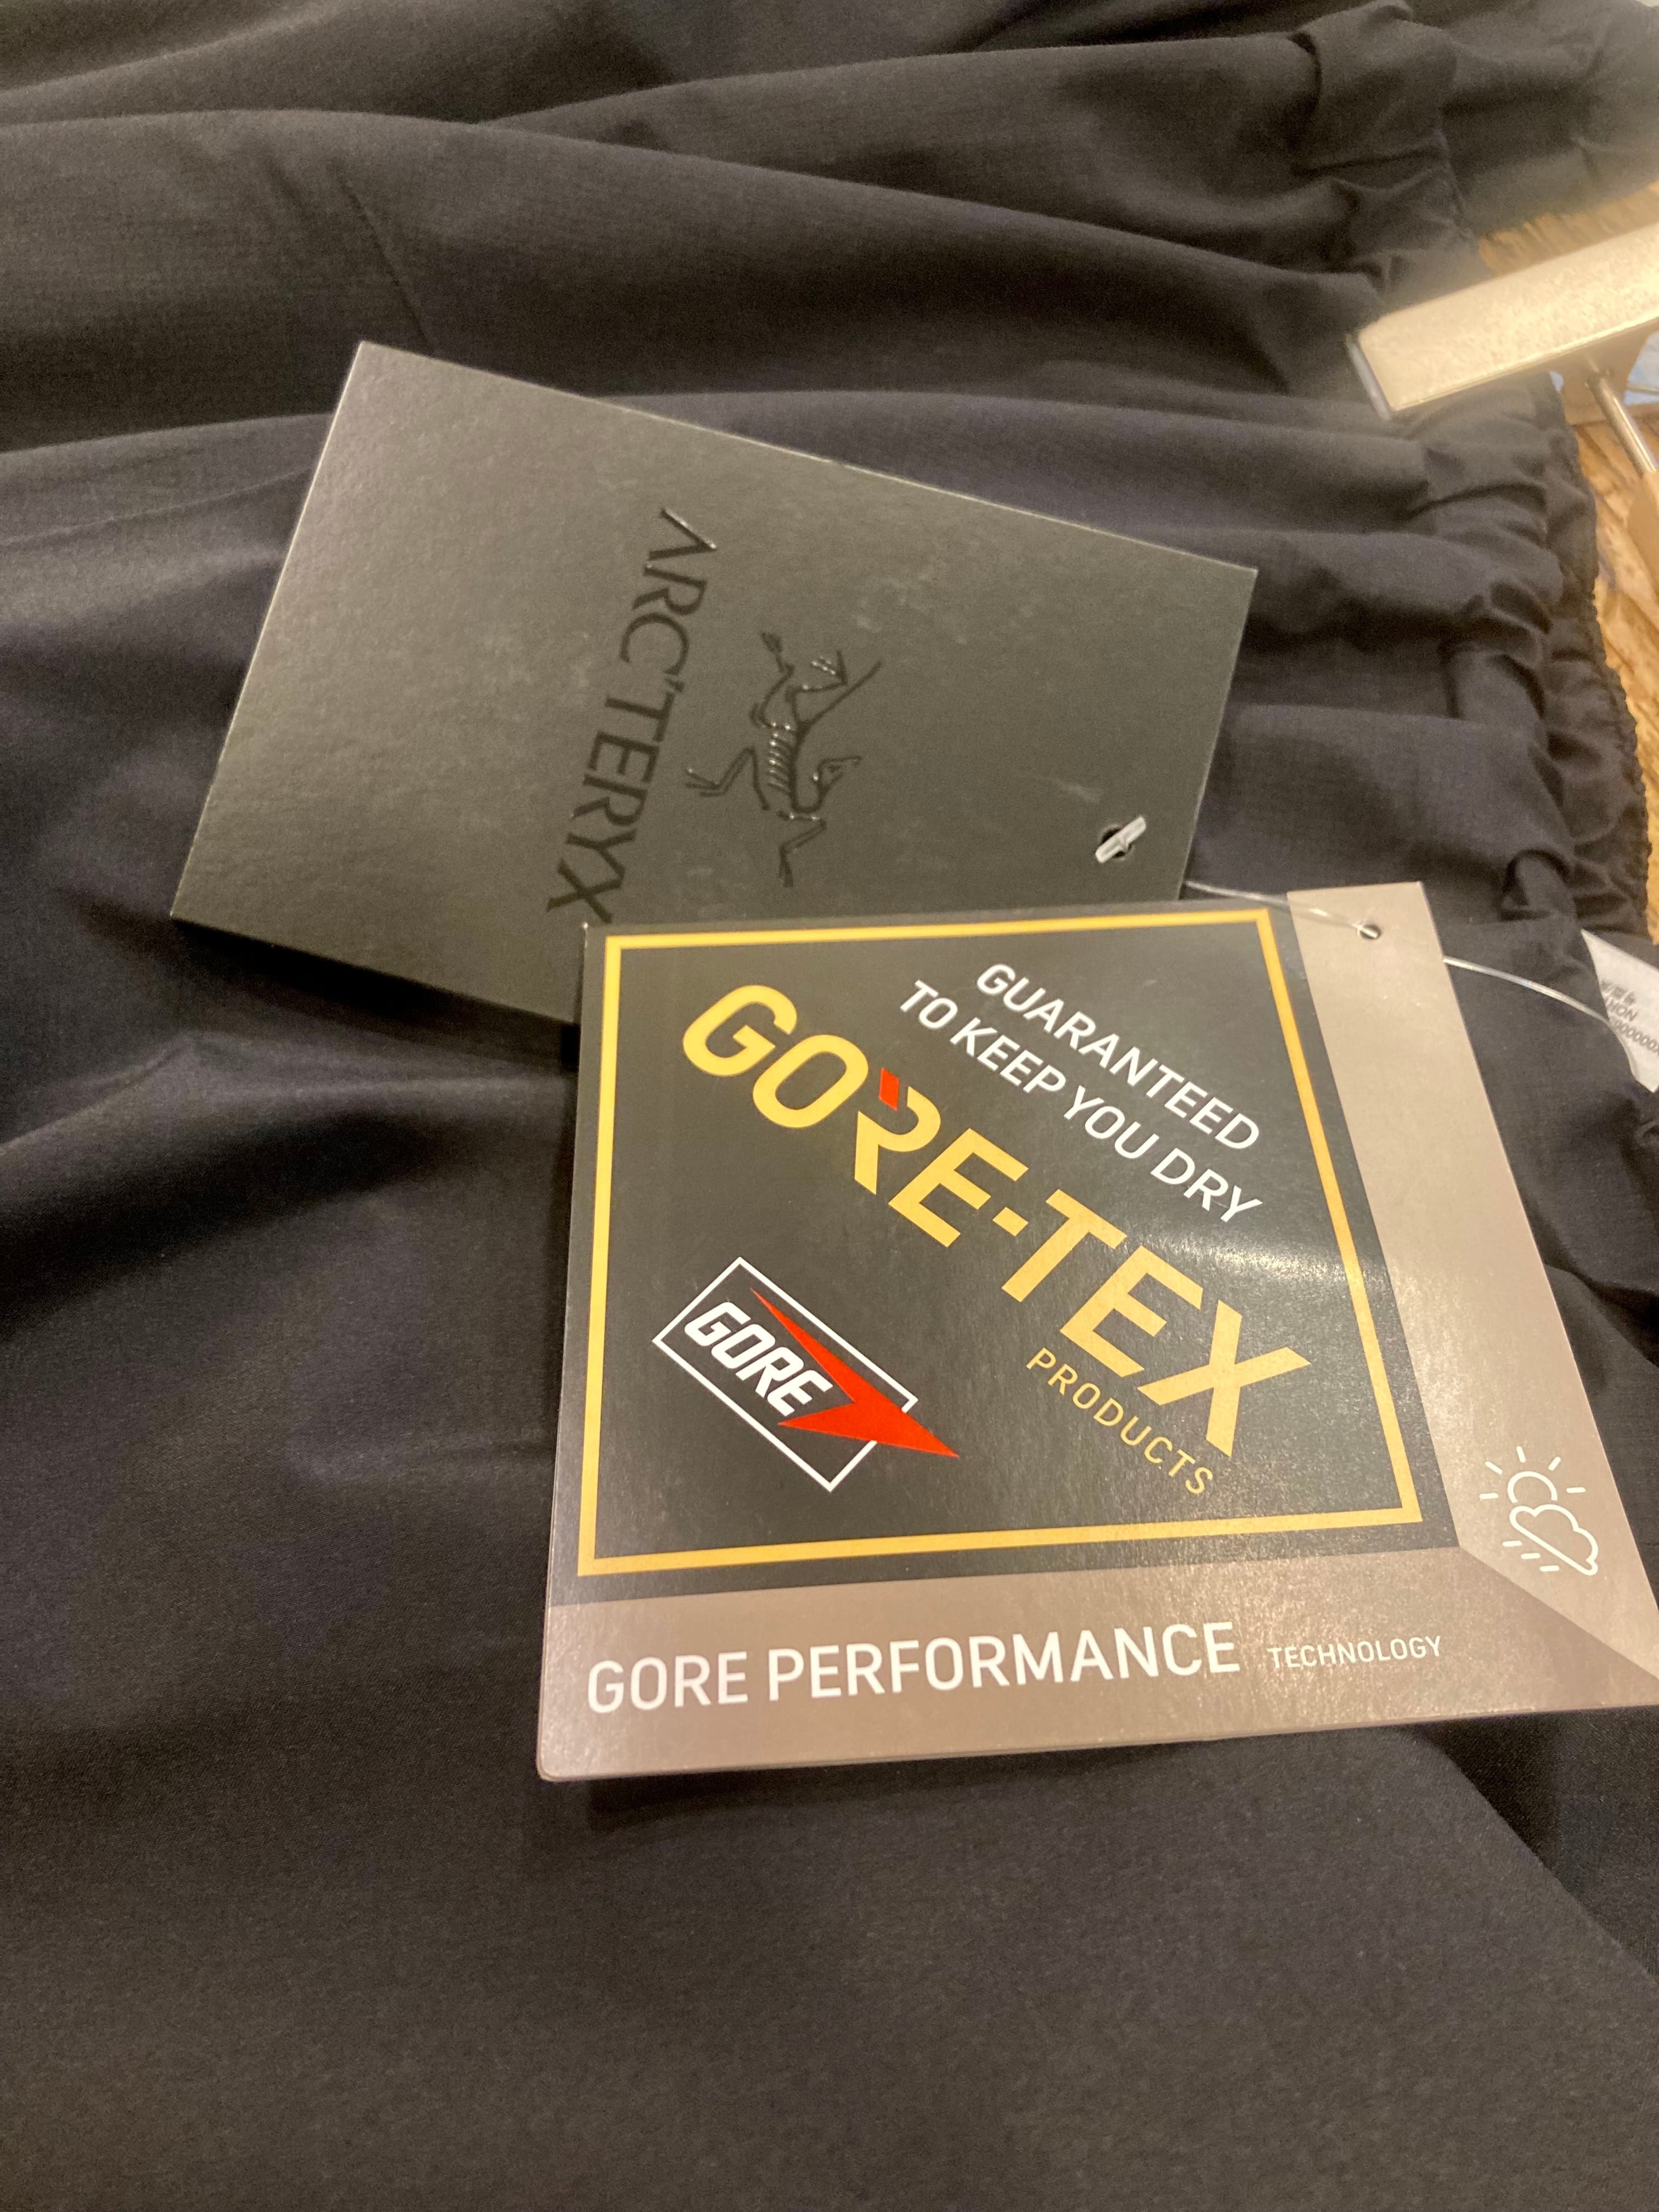 ARC'TERYX
GUARANTEED
TO KEEP YOU DRY
GORE-TEX
PRODUCTS
GORE
GORE PERFORMANCE TECHNOLOGY